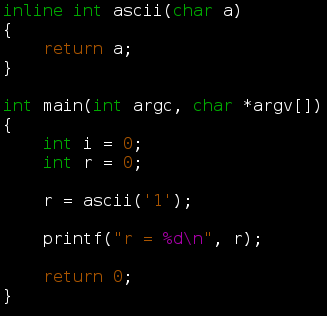 inline int ascii(char a)
{
    return a;
}

int main(int argc, char *argv[])
{
    int i = 0;
    int r = 0;

    r = ascii('1');

    printf("r = %d\n", r);

    return 0;
}